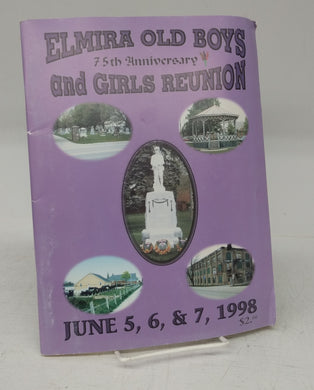 ELMIRA OLD BOYS
75th Anniversary
and GIRLS REUNION
JUNE 5, 6, & 7, 1998
$2.00